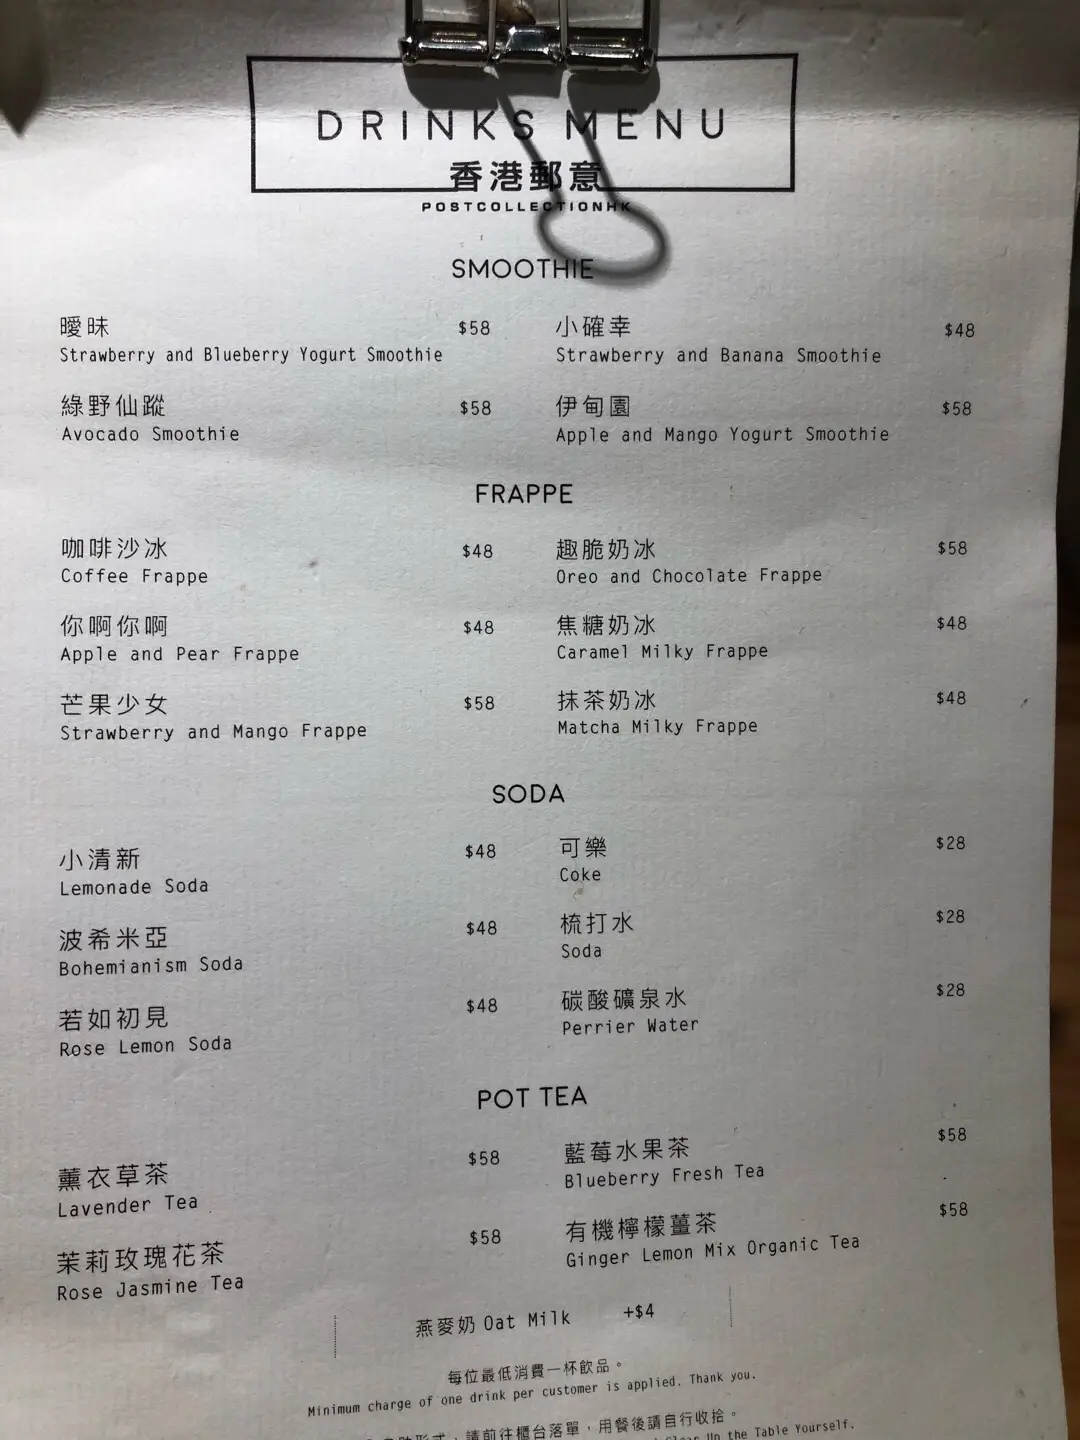 DRINKS MENU
香港郵意
POSTCOLLECTIONHK
SMOOTHIE
曖昧 $58
Strawberry and Blueberry Yogurt Smoothie
小確幸 $48
Strawberry and Banana Smoothie
綠野仙蹤 $58
Avocado Smoothie
伊甸園 $58
Apple and Mango Yogurt Smoothie
FRAPPE
咖啡沙冰 $48
Coffee Frappe
趣脆奶冰 $58
Oreo and Chocolate Frappe
你啊你啊 $48
Apple and Pear Frappe
焦糖奶冰 $48
Caramel Milky Frappe
芒果少女 $58
Strawberry and Mango Frappe
抹茶奶冰 $48
Matcha Milky Frappe
SODA
小清新 $48
Lemonade Soda
可樂 $28
Coke
波希米亞 $48
Bohemianism Soda
梳打水 $28
Soda
若如初見 $48
Rose Lemon Soda
碳酸礦泉水 $28
Perrier Water
POT TEA
薰衣草茶 $58
Lavender Tea
藍莓水果茶 $58
Blueberry Fresh Tea
茉莉玫瑰花茶 $58
Rose Jasmine Tea
有機檸檬薑茶 $58
Ginger Lemon Mix Organic Tea
燕麥奶 Oat Milk +$4
每位最低消費一杯飲品。
Minimum charge of one drink per customer is applied. Thank you.
請前往櫃台落單，用餐後請自行收拾。
Clear Up the Table Yourself.